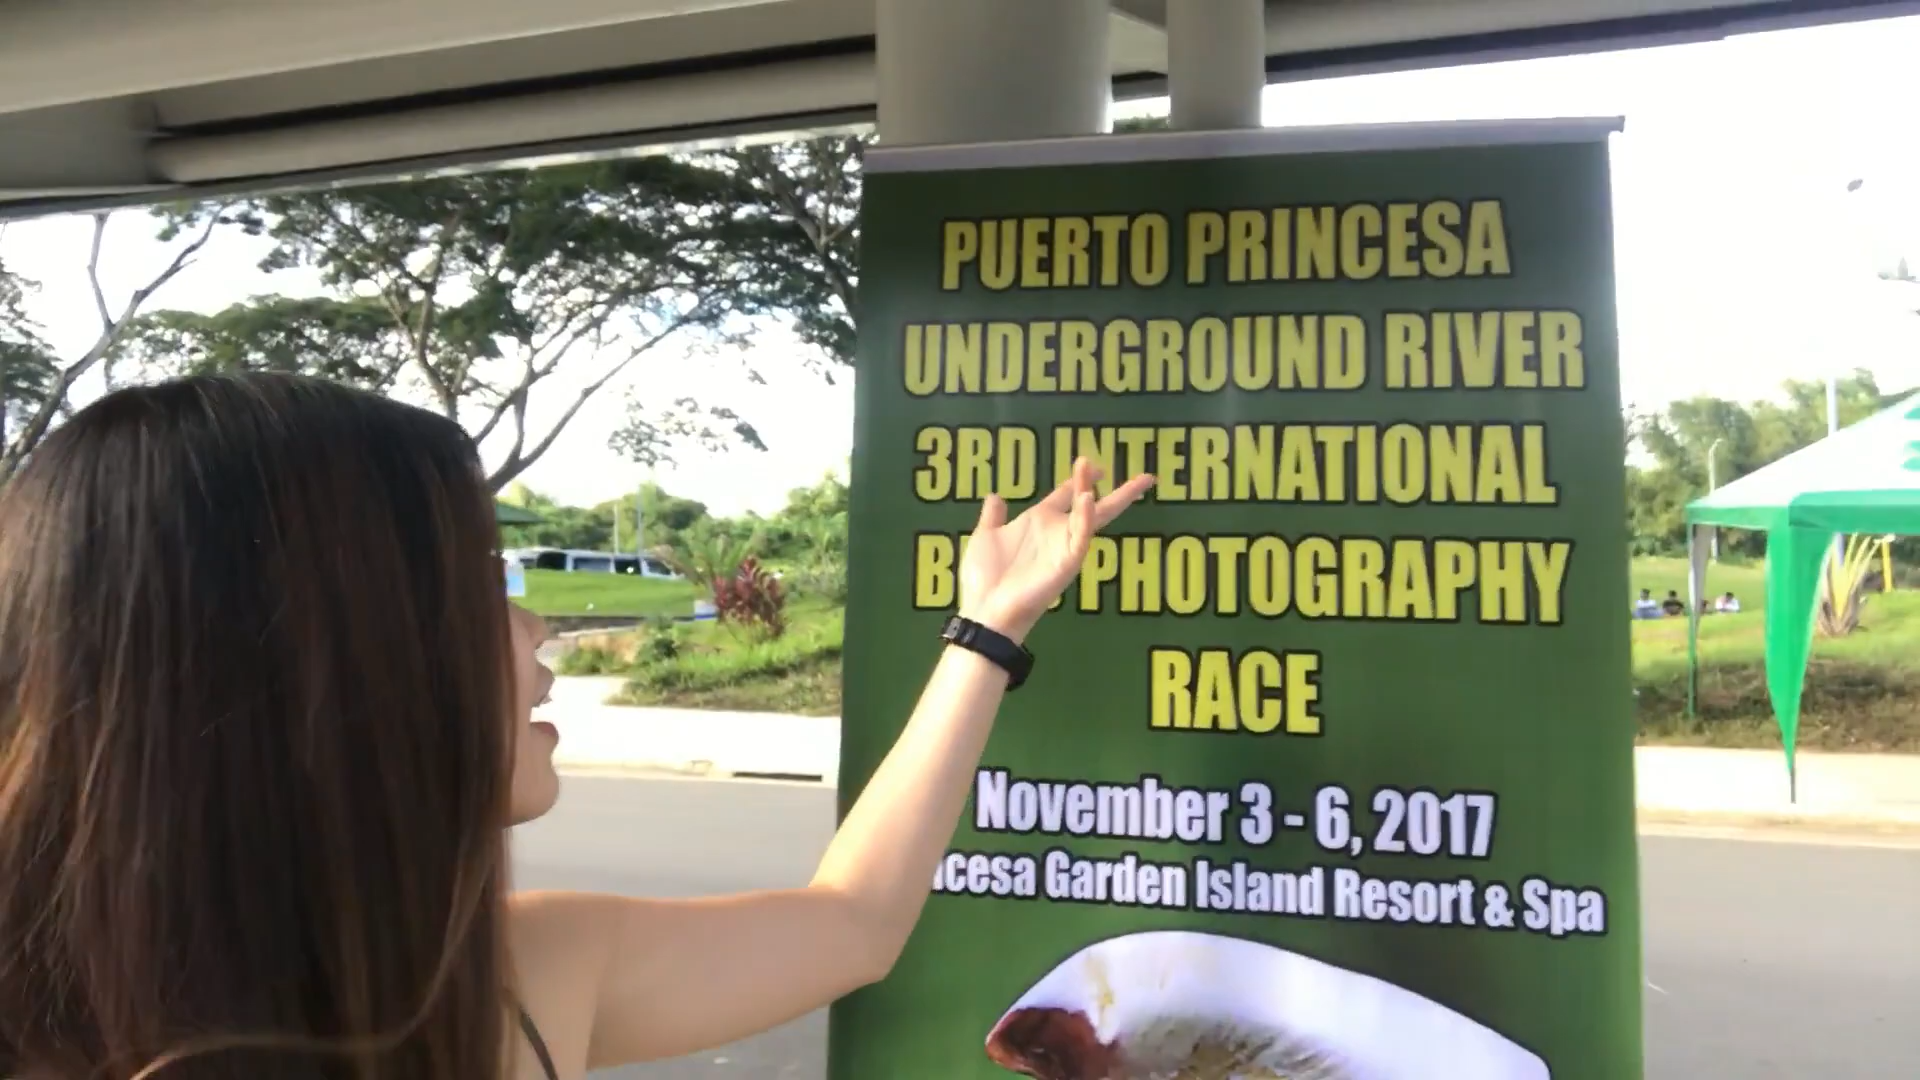 PUERTO PRINCESA
UNDERGROUND RIVER
3RD INTERNATIONAL
PHOTOGRAPHY
RACE
November 3 - 6, 2017
Garden Island Resort & Spa